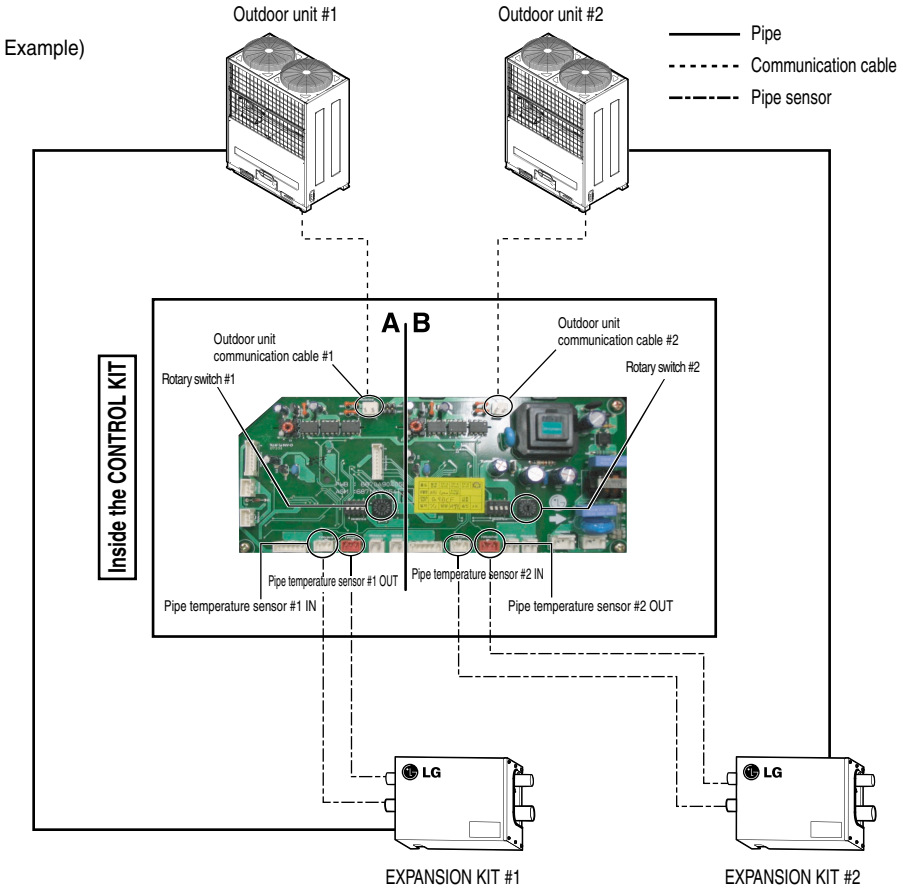 Outdoor unit #1
Outdoor unit #2
Example)
Pipe
Communication cable
Pipe sensor
A B
Outdoor unit
communication cable #1
Outdoor unit
communication cable #2
Rotary switch #1
Rotary switch #2
Inside the CONTROL KIT
Pipe temperature sensor #1 OUT
Pipe temperature sensor #2 IN
Pipe temperature sensor #1 IN
Pipe temperature sensor #2 OUT
LG
LG
EXPANSION KIT #1
EXPANSION KIT #2